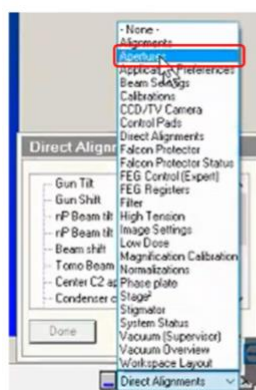 - None -
Alignments
Apertures
Application Preferences
Beam Settings
Calibrations
CCD/TV Camera
Control Pads
Direct Alignments
Falcon Protector
Falcon Protector Status
FEG Control (Expert)
FEG Registers
Filter
High Tension
Image Settings
Low Dose
Magnification Calibration
Normalizations
Phase plate
Stage²
Stigmator
System Status
Vacuum (Supervisor)
Vacuum Overview
Workspace Layout
Direct Alignments
Direct Alignm
Gun Tilt
Gun Shift
nP Beam tilt
nP Beam tilt
Beam shift
Tomo Beam
Center C2 ap
Condenser c
Done